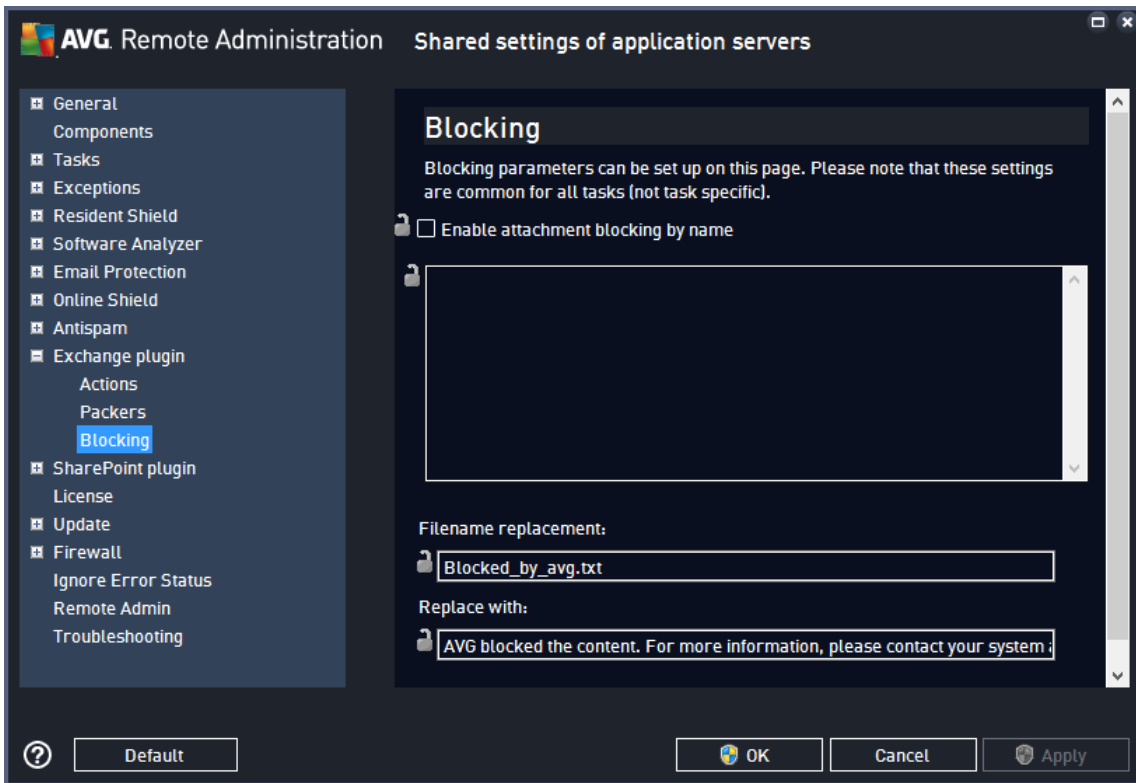 AVG. Remote Administration
Shared settings of application servers
General
Components
Tasks
Exceptions
Resident Shield
Software Analyzer
Email Protection
Online Shield
Antispam
Exchange plugin
Actions
Packers
Blocking
SharePoint plugin
License
Update
Firewall
Ignore Error Status
Remote Admin
Troubleshooting
Blocking
Blocking parameters can be set up on this page. Please note that these settings
are common for all tasks (not task specific).
Enable attachment blocking by name
Filename replacement:
Blocked_by_avg.txt
Replace with:
AVG blocked the content. For more information, please contact your system
Default
OK
Cancel
Apply